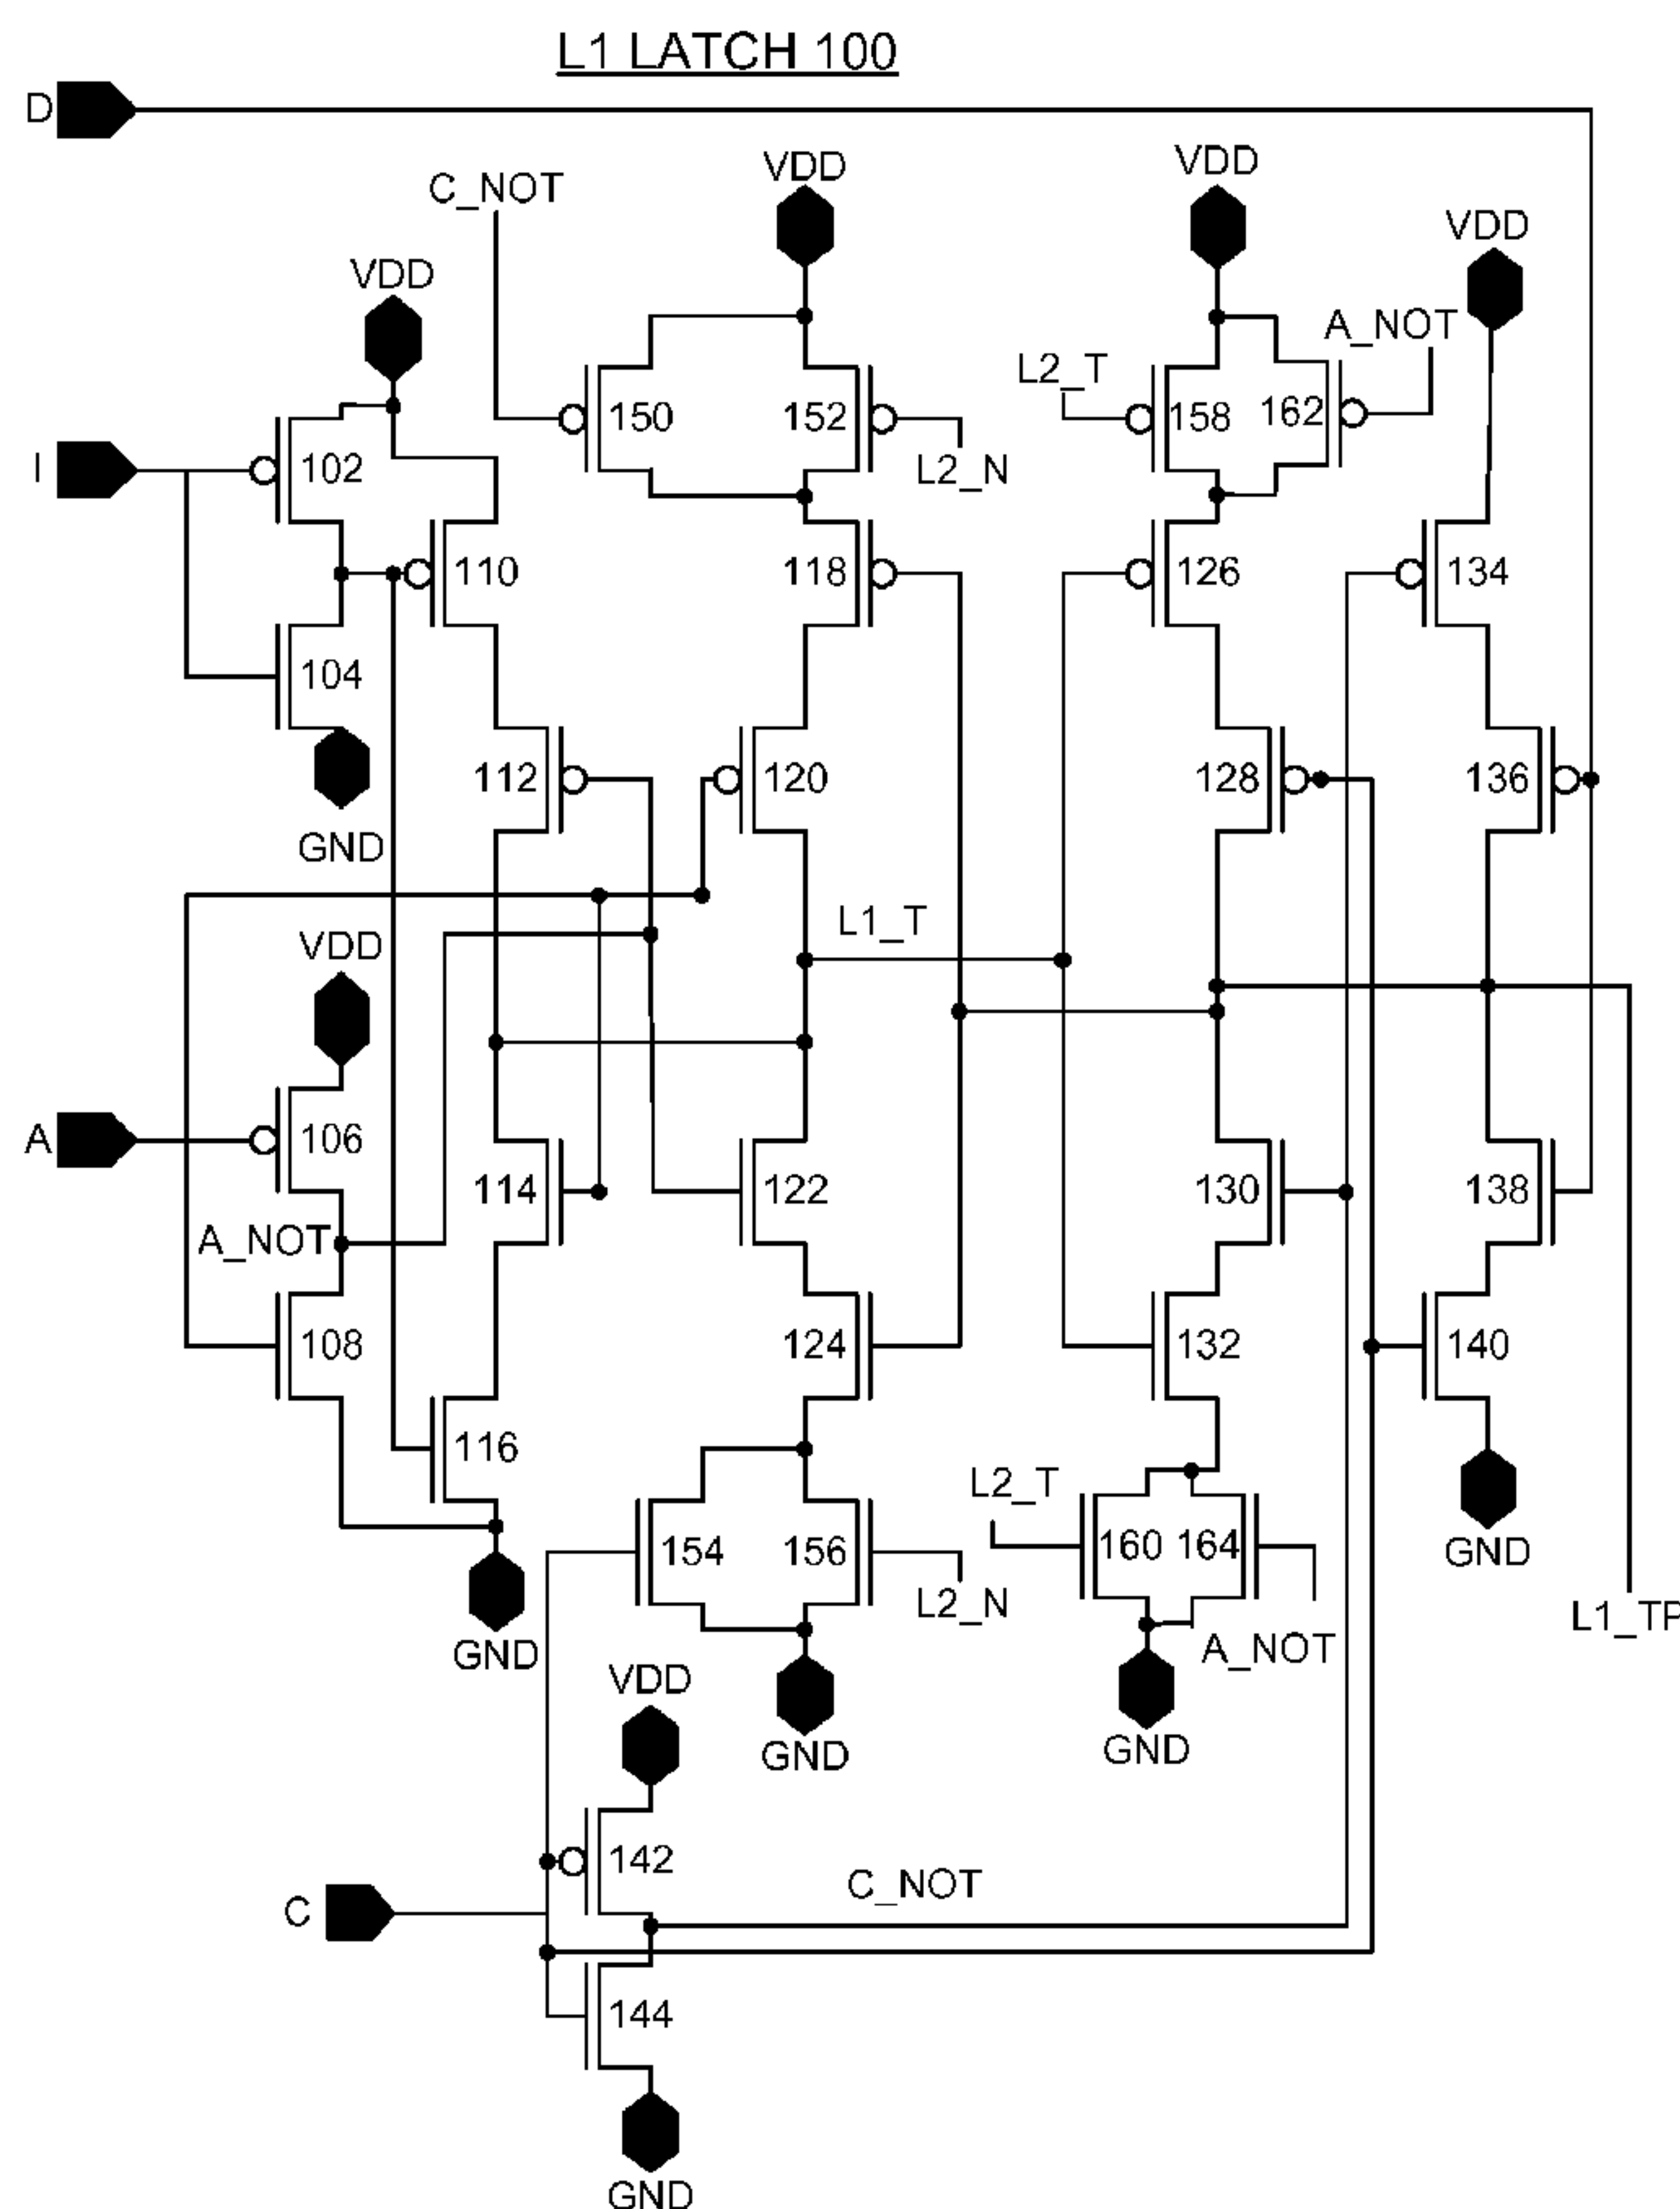 L1 LATCH 100
D
VDD
VDD
C_NOT
VDD
VDD
A_NOT
L2_T
150
152
158
162
I
102
L2_N
110
118
126
134
104
112
120
128
136
GND
L1_T
VDD
A
106
114
122
130
138
A_NOT
108
124
132
140
116
L2_T
154
156
160
164
GND
L2_N
L1_TP
GND
A_NOT
VDD
GND
GND
142
C_NOT
C
144
GND